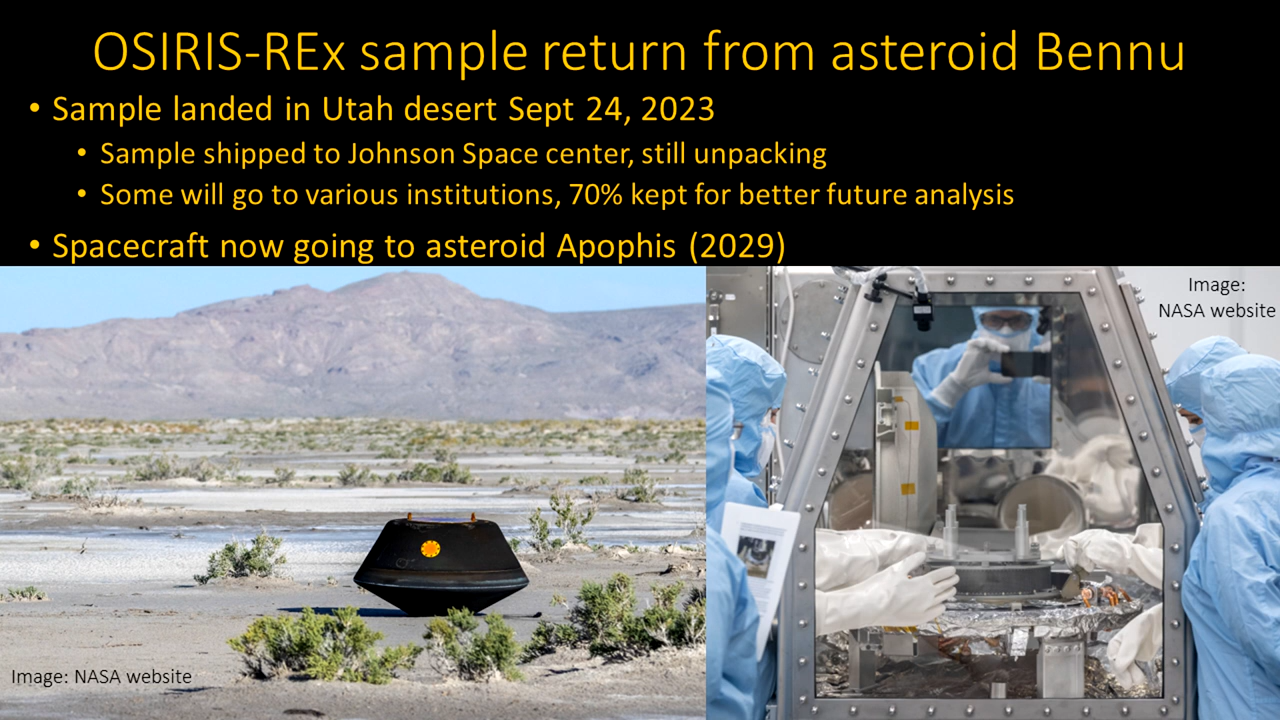 OSIRIS-REx sample return from asteroid Bennu
• Sample landed in Utah desert Sept 24, 2023
• Sample shipped to Johnson Space center, still unpacking
• Some will go to various institutions, 70% kept for better future analysis
• Spacecraft now going to asteroid Apophis (2029)
Image:
NASA website
Image: NASA website